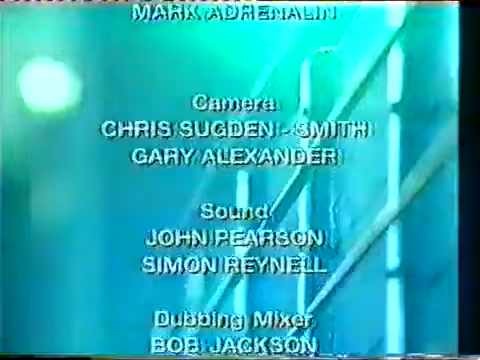 MARK ADRENALIN
Camera
CHRIS SUGDEN - SMITH
GARY ALEXANDER
Sound
JOHN PEARSON
SIMON REYNELL
Dubbing Mixer
BOB JACKSON